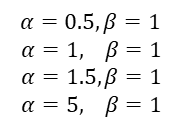 α = 0.5, β = 1
α = 1, β = 1
α = 1.5, β = 1
α = 5, β = 1